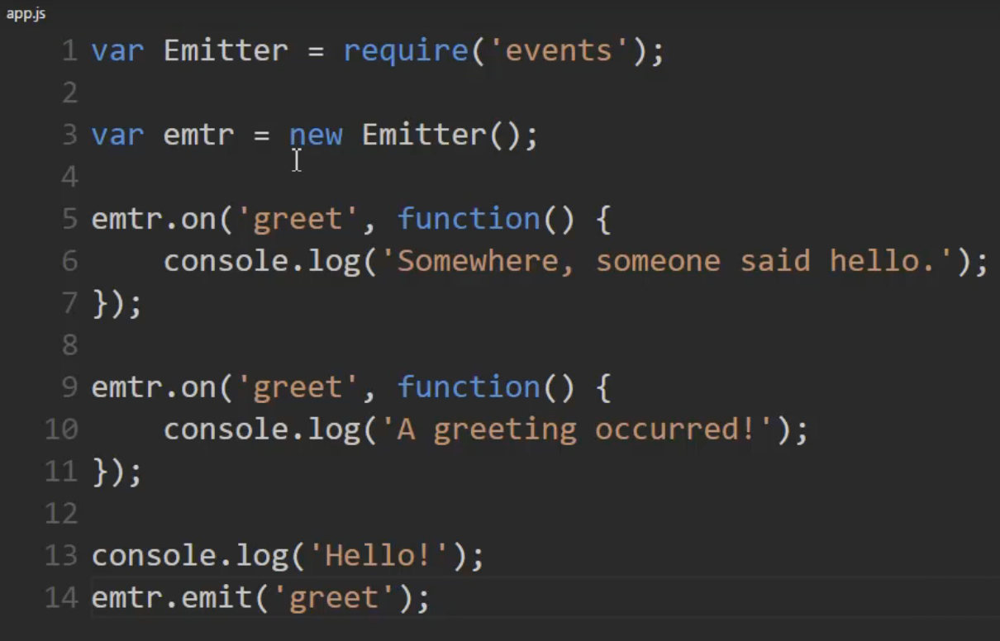 app.js
1 var Emitter = require('events');
2
3 var emtr = new Emitter();
4
5 emtr.on('greet', function() {
6     console.log('Somewhere, someone said hello.');
7 });
8
9 emtr.on('greet', function() {
10     console.log('A greeting occurred!');
11 });
12
13 console.log('Hello!');
14 emtr.emit('greet');